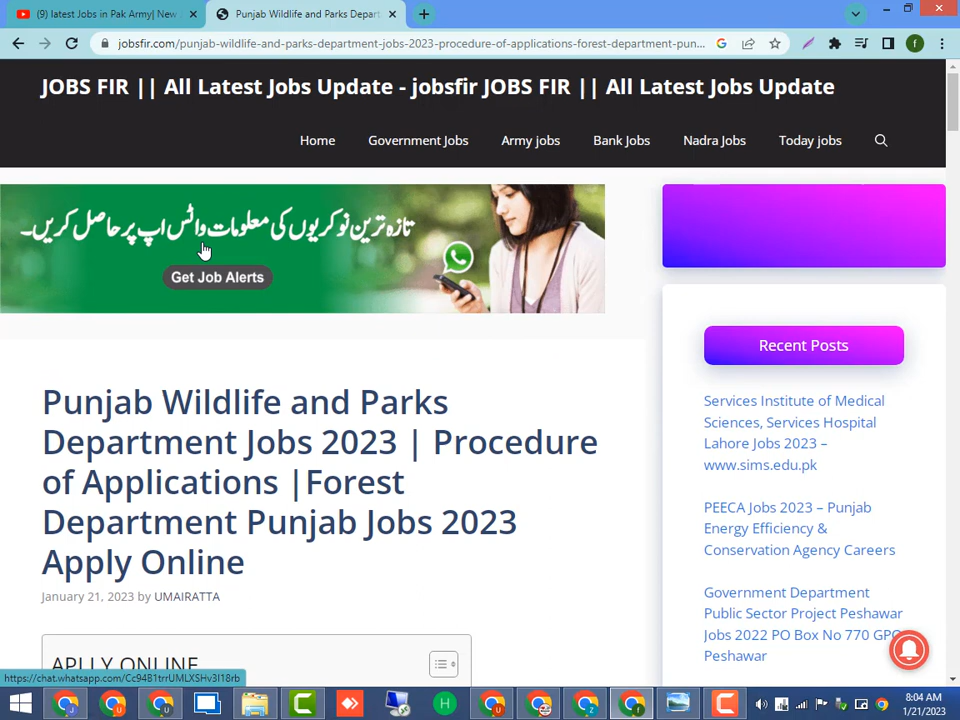 (9) latest Jobs in Pak Army| New
Punjab Wildlife and Parks Depart
jobsfir.com/punjab-wildlife-and-parks-department-jobs-2023-procedure-of-applications-forest-department-pun...
f
JOBS FIR || All Latest Jobs Update - jobsfir JOBS FIR || All Latest Jobs Update
Home Government Jobs Army jobs Bank Jobs Nadra Jobs Today jobs
تازہ ترین نوکریوں کی معلومات واٹس اپ پر حاصل کریں۔
Get Job Alerts
Punjab Wildlife and Parks
Department Jobs 2023 | Procedure
of Applications |Forest
Department Punjab Jobs 2023
Apply Online
January 21, 2023 by UMAIRATTA
APLLY ONLINE
Recent Posts
Services Institute of Medical
Sciences, Services Hospital
Lahore Jobs 2023 –
www.sims.edu.pk
PEECA Jobs 2023 – Punjab
Energy Efficiency &
Conservation Agency Careers
Government Department
Public Sector Project Peshawar
Jobs 2022 PO Box No 770 GPO
Peshawar
https://chat.whatsapp.com/Cc94B1trrUMLXSHv3I18rb
8:04 AM
1/21/2023